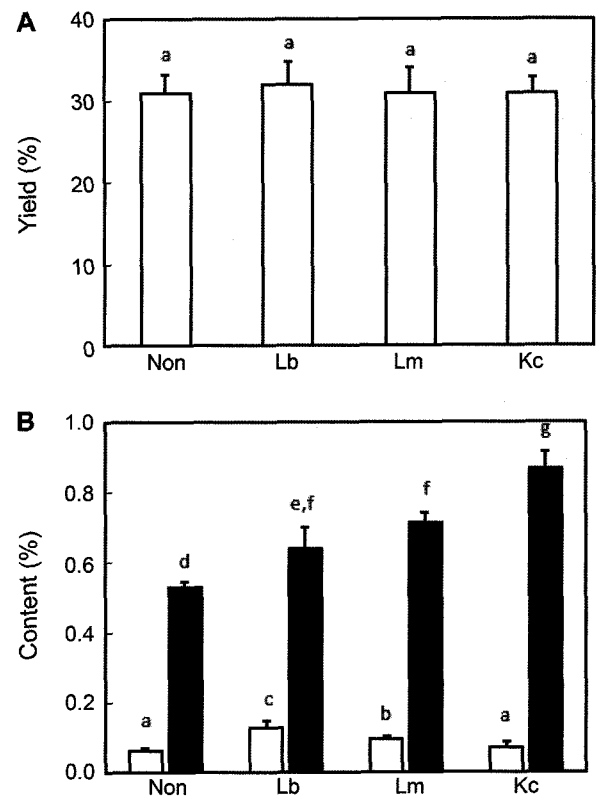 A
40
a
a
a
a
30
20
10
0
Yield (%)
Non Lb Lm Kc
B
1.0
g
0.8
f
e,f
0.6
d
0.4
0.2
c
b
a
a
0.0
Content (%)
Non Lb Lm Kc